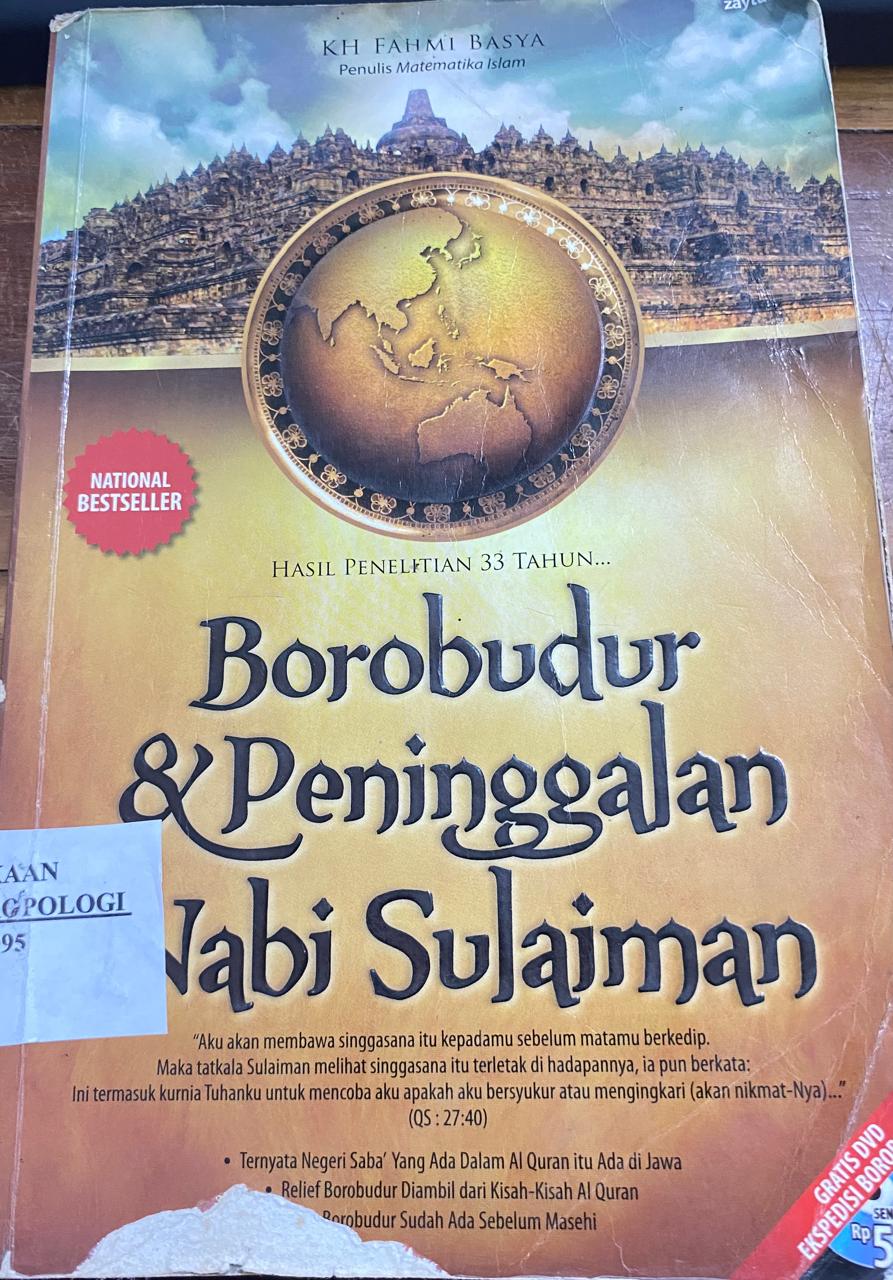 KH FAHMI BASYA
Penulis Matematika Islam
NATIONAL
BESTSELLER
HASIL PENELITIAN 33 TAHUN...
Borobudur
& Peninggalan
Nabi Sulaiman
KAAN
OPOLOGI
95
"Aku akan membawa singgasana itu kepadamu sebelum matamu berkedip.
Maka tatkala Sulaiman melihat singgasana itu terletak di hadapannya, ia pun berkata:
Ini termasuk kurnia Tuhanku untuk mencoba aku apakah aku bersyukur atau mengingkari (akan nikmat-Nya)..."
(QS : 27:40)
• Ternyata Negeri Saba' Yang Ada Dalam Al Quran itu Ada di Jawa
• Relief Borobudur Diambil dari Kisah-Kisah Al Quran
Borobudur Sudah Ada Sebelum Masehi
GRATIS DVD
EKSPEDISI
Rp